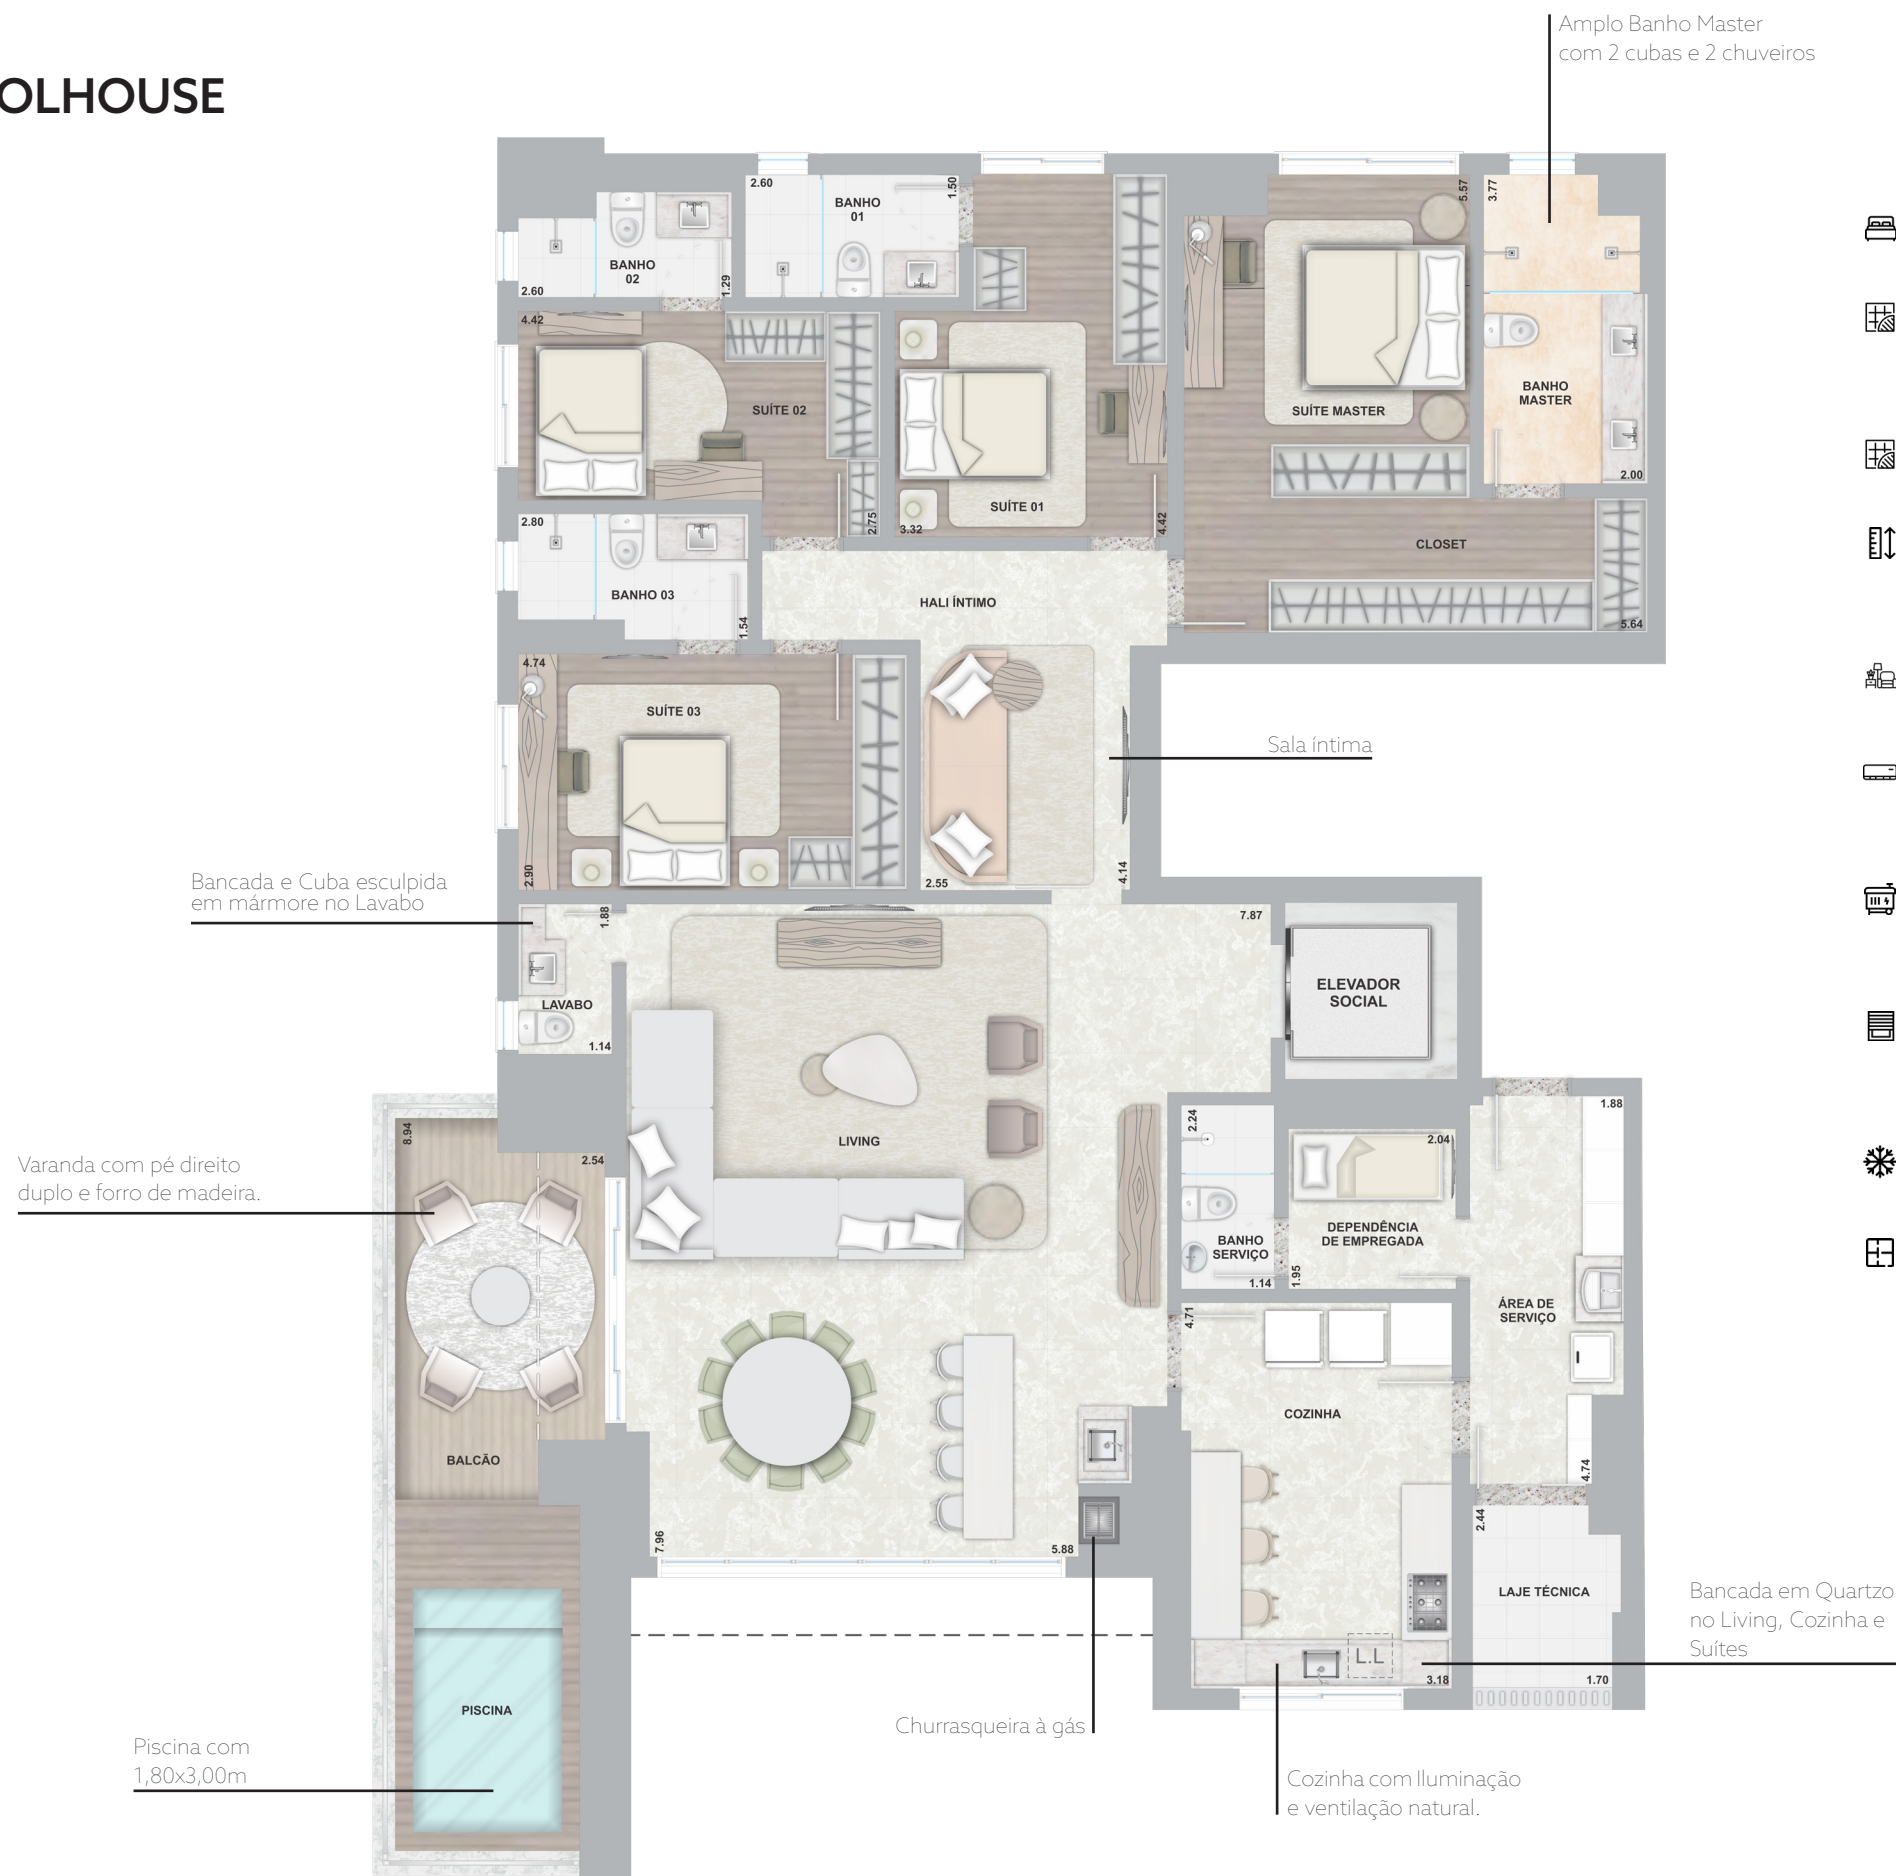 Amplo Banho Master
com 2 cubas e 2 chuveiros
OLHOUSE
2.60
BANHO
01
1.50
BANHO
02
2.60
1.29
5.57
3.77
4.42
SUÍTE 02
2.75
SUÍTE 01
3.32
4.42
SUÍTE MASTER
BANHO
MASTER
2.00
2.80
BANHO 03
1.54
HALI ÍNTIMO
CLOSET
5.64
4.74
SUÍTE 03
2.90
Sala íntima
2.55
4.14
Bancada e Cuba esculpida
em mármore no Lavabo
1.88
LAVABO
1.14
7.87
ELEVADOR
SOCIAL
8.94
2.54
Varanda com pé direito
duplo e forro de madeira.
LIVING
2.24
BANHO
SERVIÇO
1.14
2.04
DEPENDÊNCIA
DE EMPREGADA
1.95
1.88
ÁREA DE
SERVIÇO
4.74
4.71
COZINHA
BALCÃO
7.96
5.88
2.44
LAJE TÉCNICA
1.70
L.L
3.18
Bancada em Quartzo
no Living, Cozinha e
Suítes
PISCINA
Piscina com
1,80x3,00m
Churrasqueira à gás
Cozinha com Iluminação
e ventilação natural.